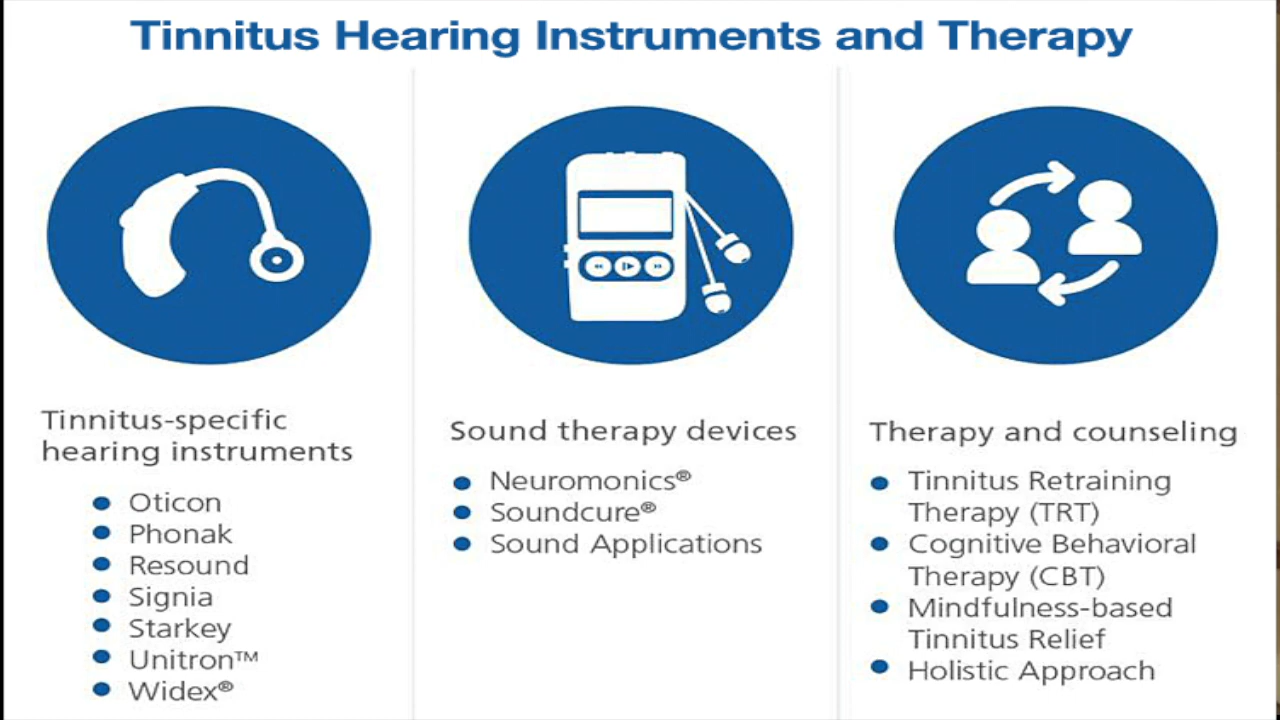 Tinnitus Hearing Instruments and Therapy
Tinnitus-specific
hearing instruments
Oticon
Phonak
Resound
Signia
Starkey
Unitron™
Widex®
Sound therapy devices
Neuromonics®
Soundcure®
Sound Applications
Therapy and counseling
Tinnitus Retraining
Therapy (TRT)
Cognitive Behavioral
Therapy (CBT)
Mindfulness-based
Tinnitus Relief
Holistic Approach